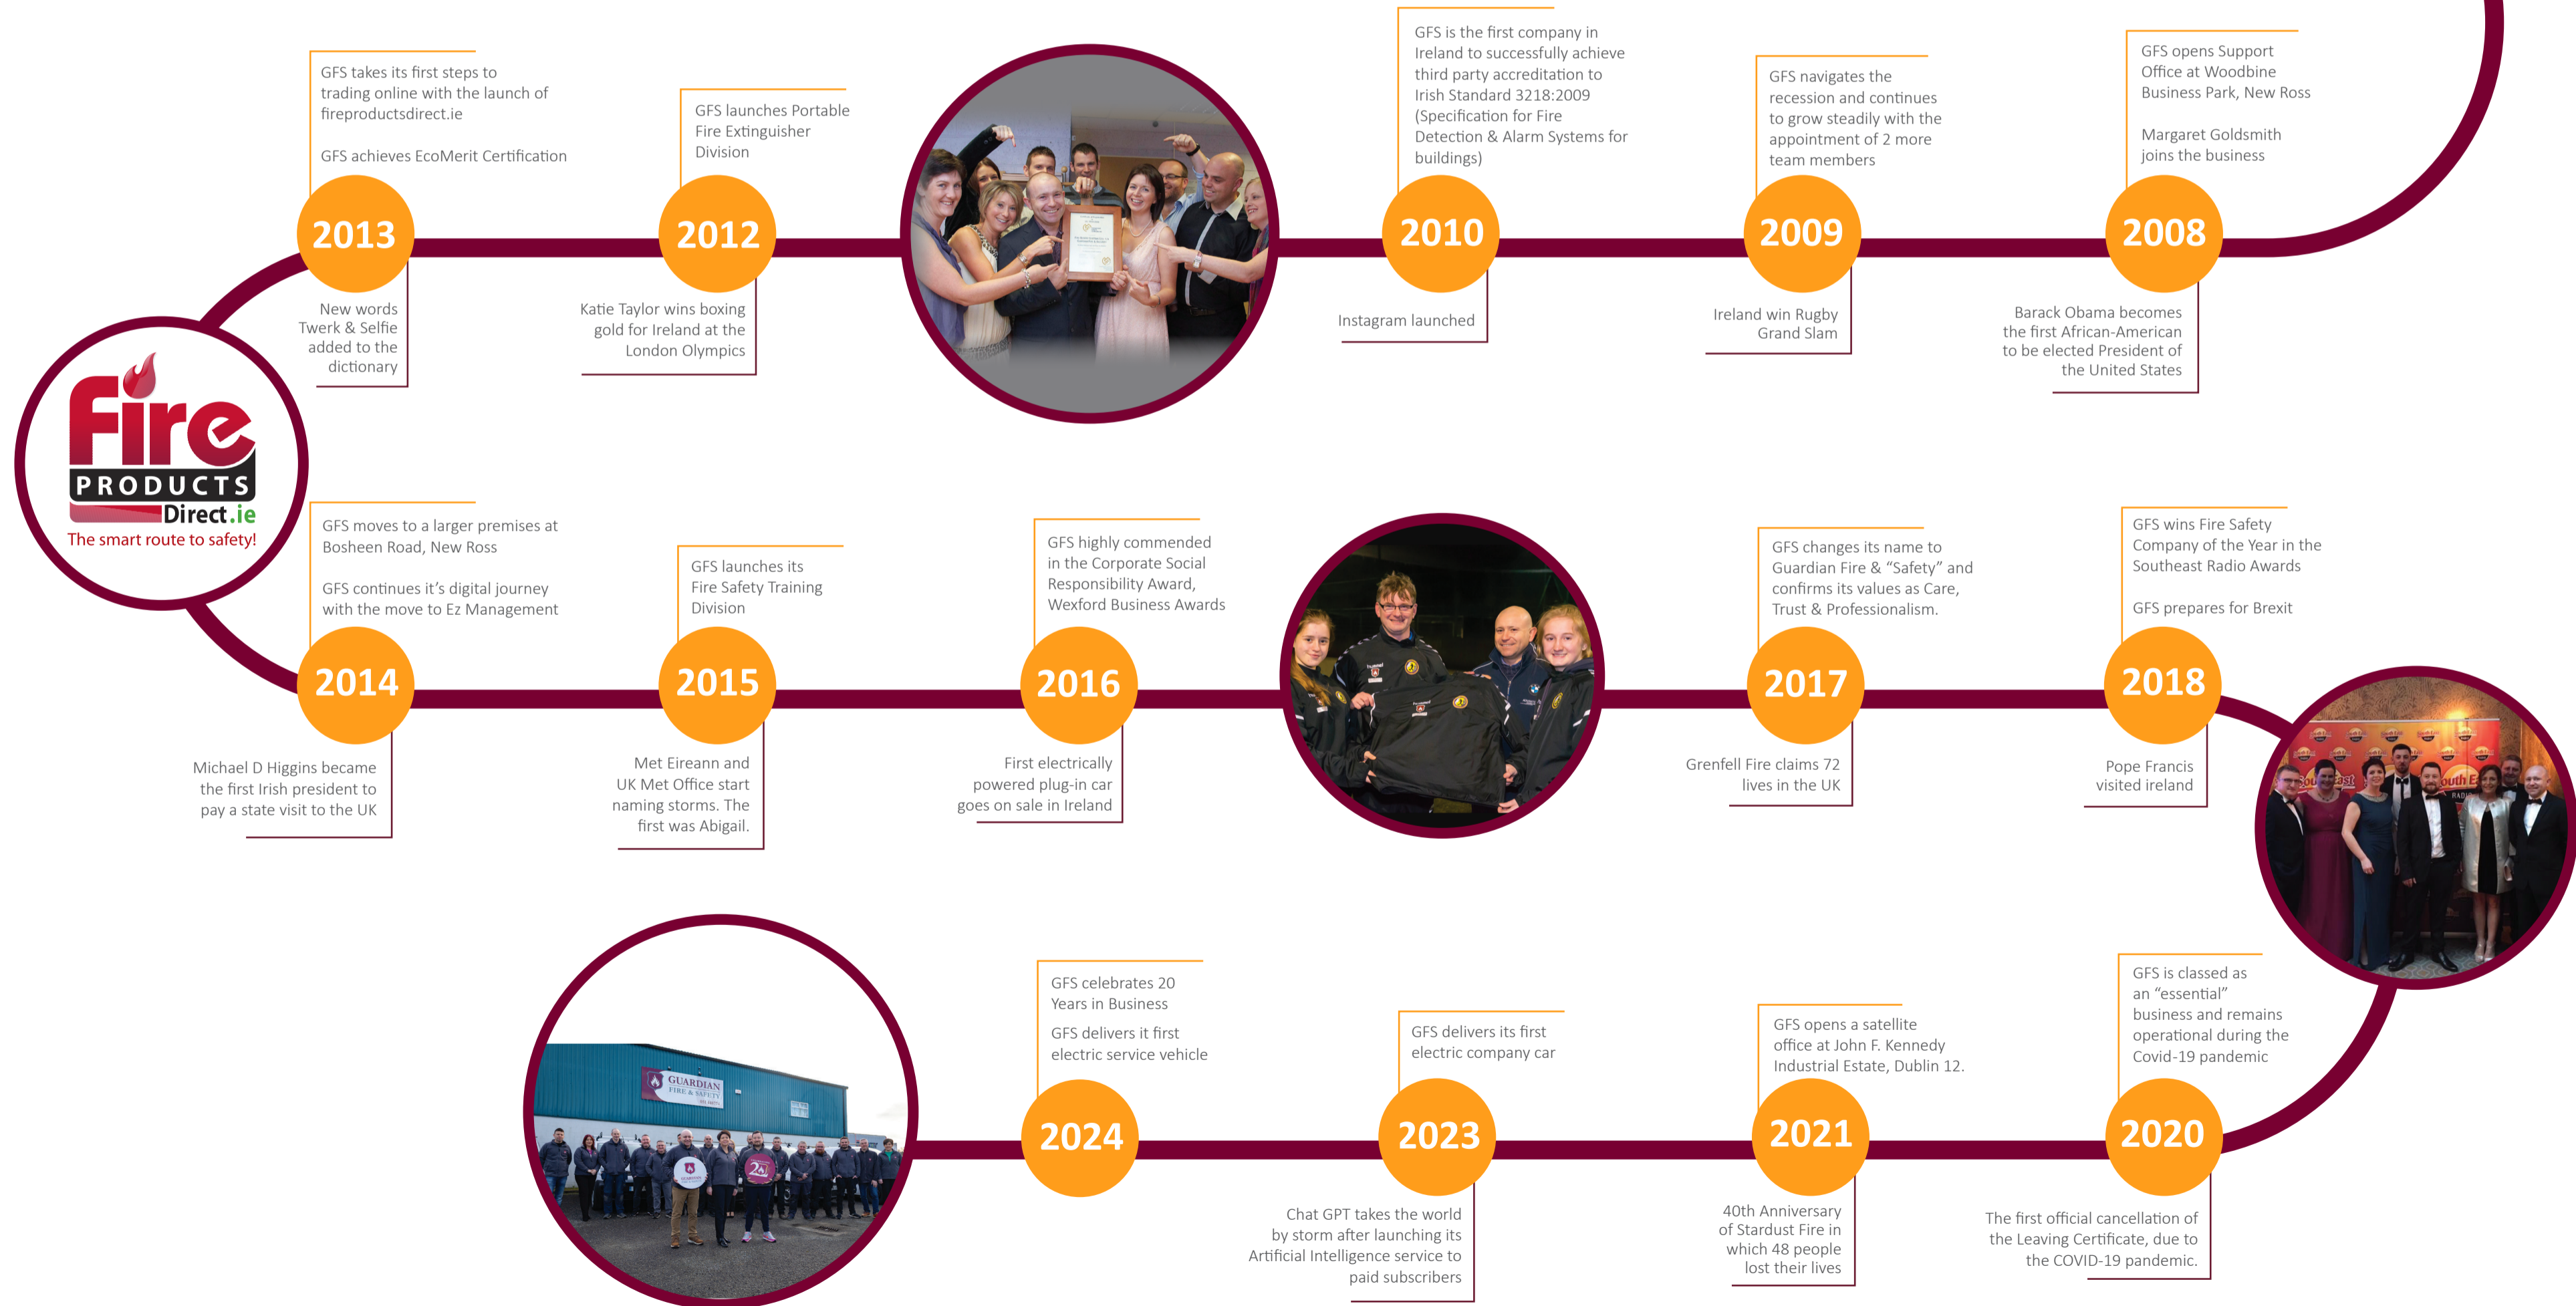 GFS takes its first steps to
trading online with the launch of
fireproductsdirect.ie
GFS achieves EcoMerit Certification
2013
New words
Twerk & Selfie
added to the
dictionary
GFS launches Portable
Fire Extinguisher
Division
2012
Katie Taylor wins boxing
gold for Ireland at the
London Olympics
GFS is the first company in
Ireland to successfully achieve
third party accreditation to
Irish Standard 3218:2009
(Specification for Fire
Detection & Alarm Systems for
buildings)
2010
Instagram launched
GFS navigates the
recession and continues
to grow steadily with the
appointment of 2 more
team members
2009
Ireland win Rugby
Grand Slam
GFS opens Support
Office at Woodbine
Business Park, New Ross
Margaret Goldsmith
joins the business
2008
Barack Obama becomes
the first African-American
to be elected President of
the United States
Fire
PRODUCTS
Direct.ie
The smart route to safety!
GFS moves to a larger premises at
Bosheen Road, New Ross
GFS continues it’s digital journey
with the move to Ez Management
2014
Michael D Higgins became
the first Irish president to
pay a state visit to the UK
GFS launches its
Fire Safety Training
Division
2015
Met Eireann and
UK Met Office start
naming storms. The
first was Abigail.
GFS highly commended
in the Corporate Social
Responsibility Award,
Wexford Business Awards
2016
First electrically
powered plug-in car
goes on sale in Ireland
GFS changes its name to
Guardian Fire & “Safety” and
confirms its values as Care,
Trust & Professionalism.
2017
Grenfell Fire claims 72
lives in the UK
GFS wins Fire Safety
Company of the Year in the
Southeast Radio Awards
GFS prepares for Brexit
2018
Pope Francis
visited ireland
South East
RADIO
GUARDIAN
FIRE & SAFETY
GFS celebrates 20
Years in Business
GFS delivers it first
electric service vehicle
2024
GFS delivers its first
electric company car
2023
Chat GPT takes the world
by storm after launching its
Artificial Intelligence service to
paid subscribers
GFS opens a satellite
office at John F. Kennedy
Industrial Estate, Dublin 12.
2021
40th Anniversary
of Stardust Fire in
which 48 people
lost their lives
GFS is classed as
an “essential”
business and remains
operational during the
Covid-19 pandemic
2020
The first official cancellation of
the Leaving Certificate, due to
the COVID-19 pandemic.